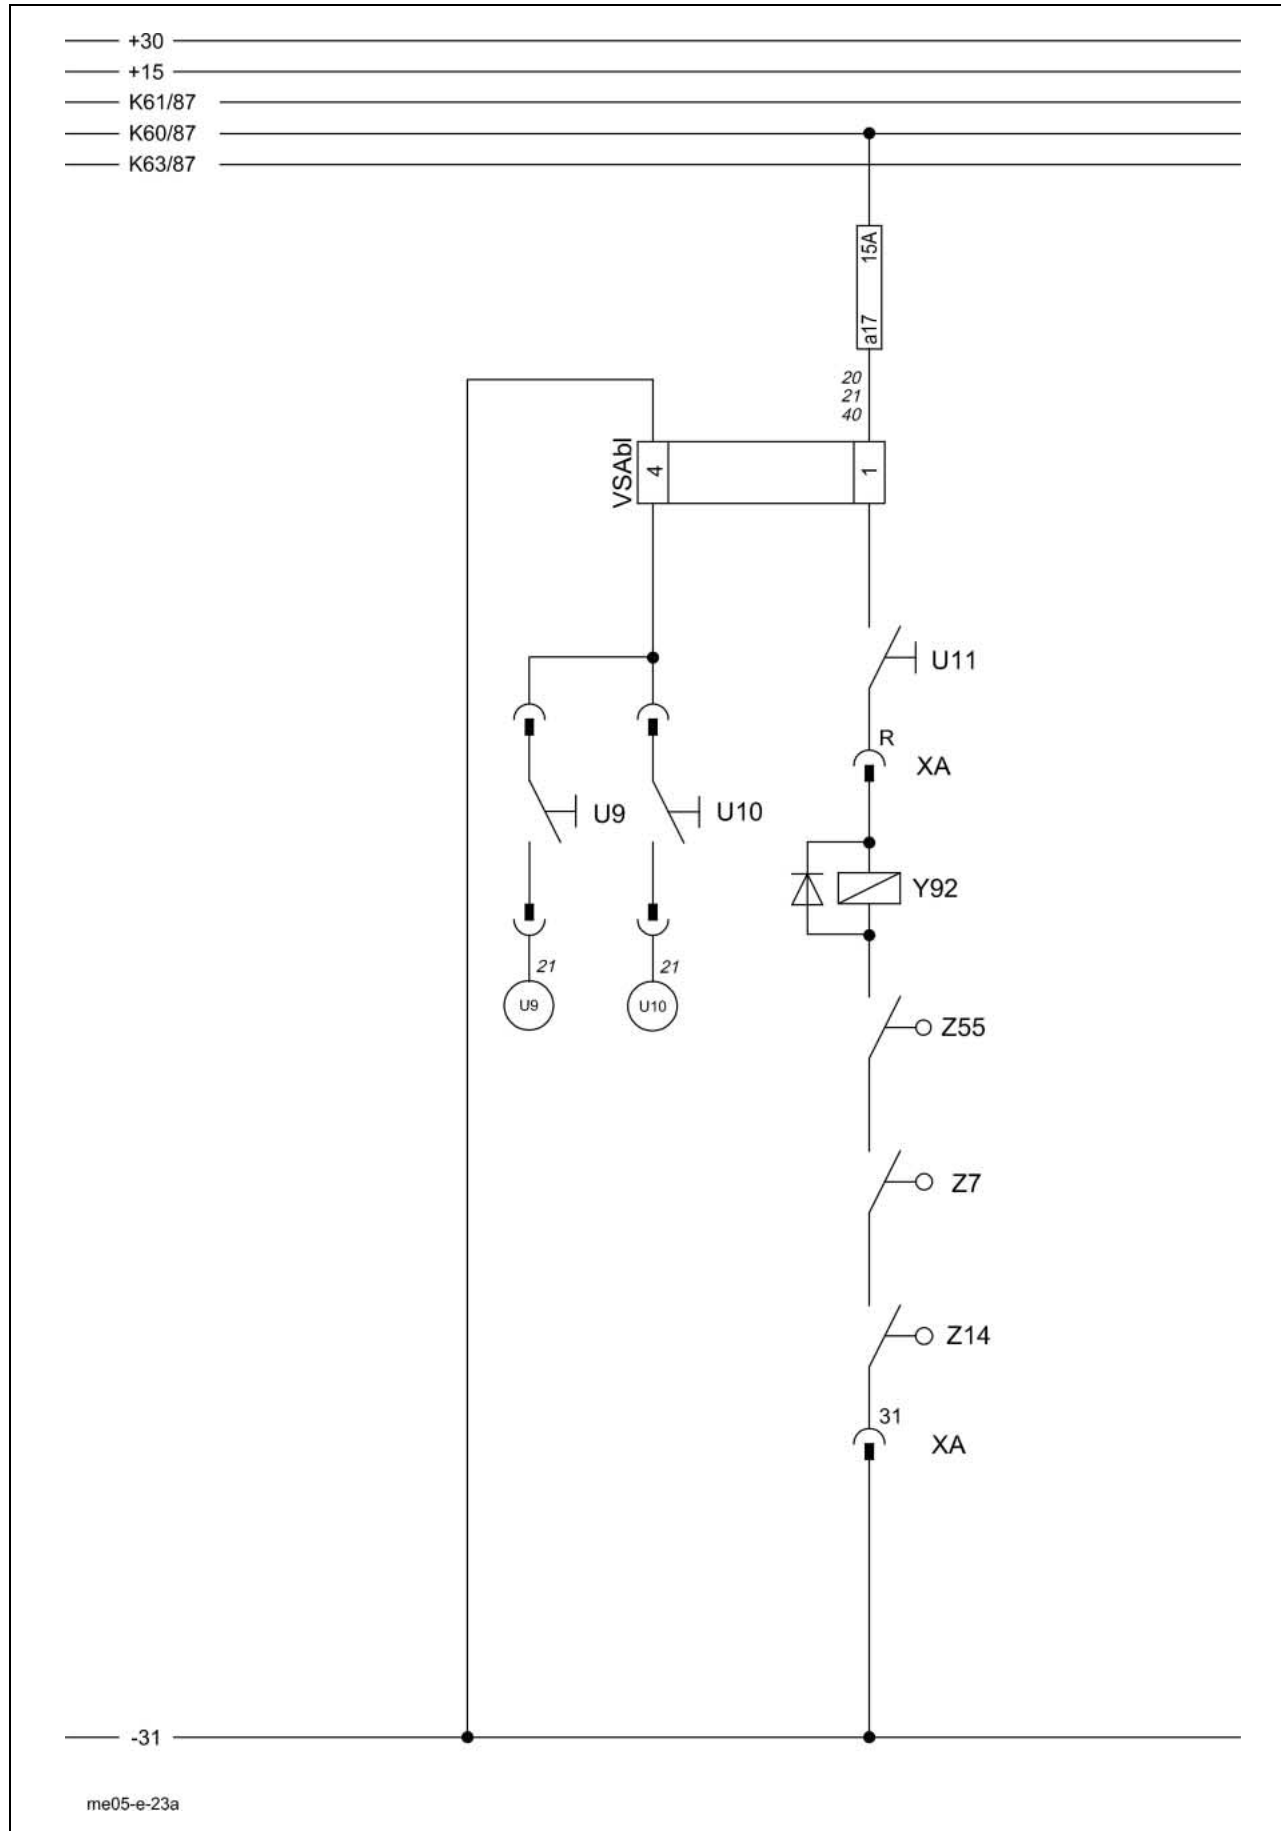 +30
+15
K61/87
K60/87
K63/87
15A
a17
20
21
40
VSAbl
4
1
U11
R
XA
U9
U10
Y92
21
21
U9
U10
Z55
Z7
Z14
31
XA
-31
me05-e-23a